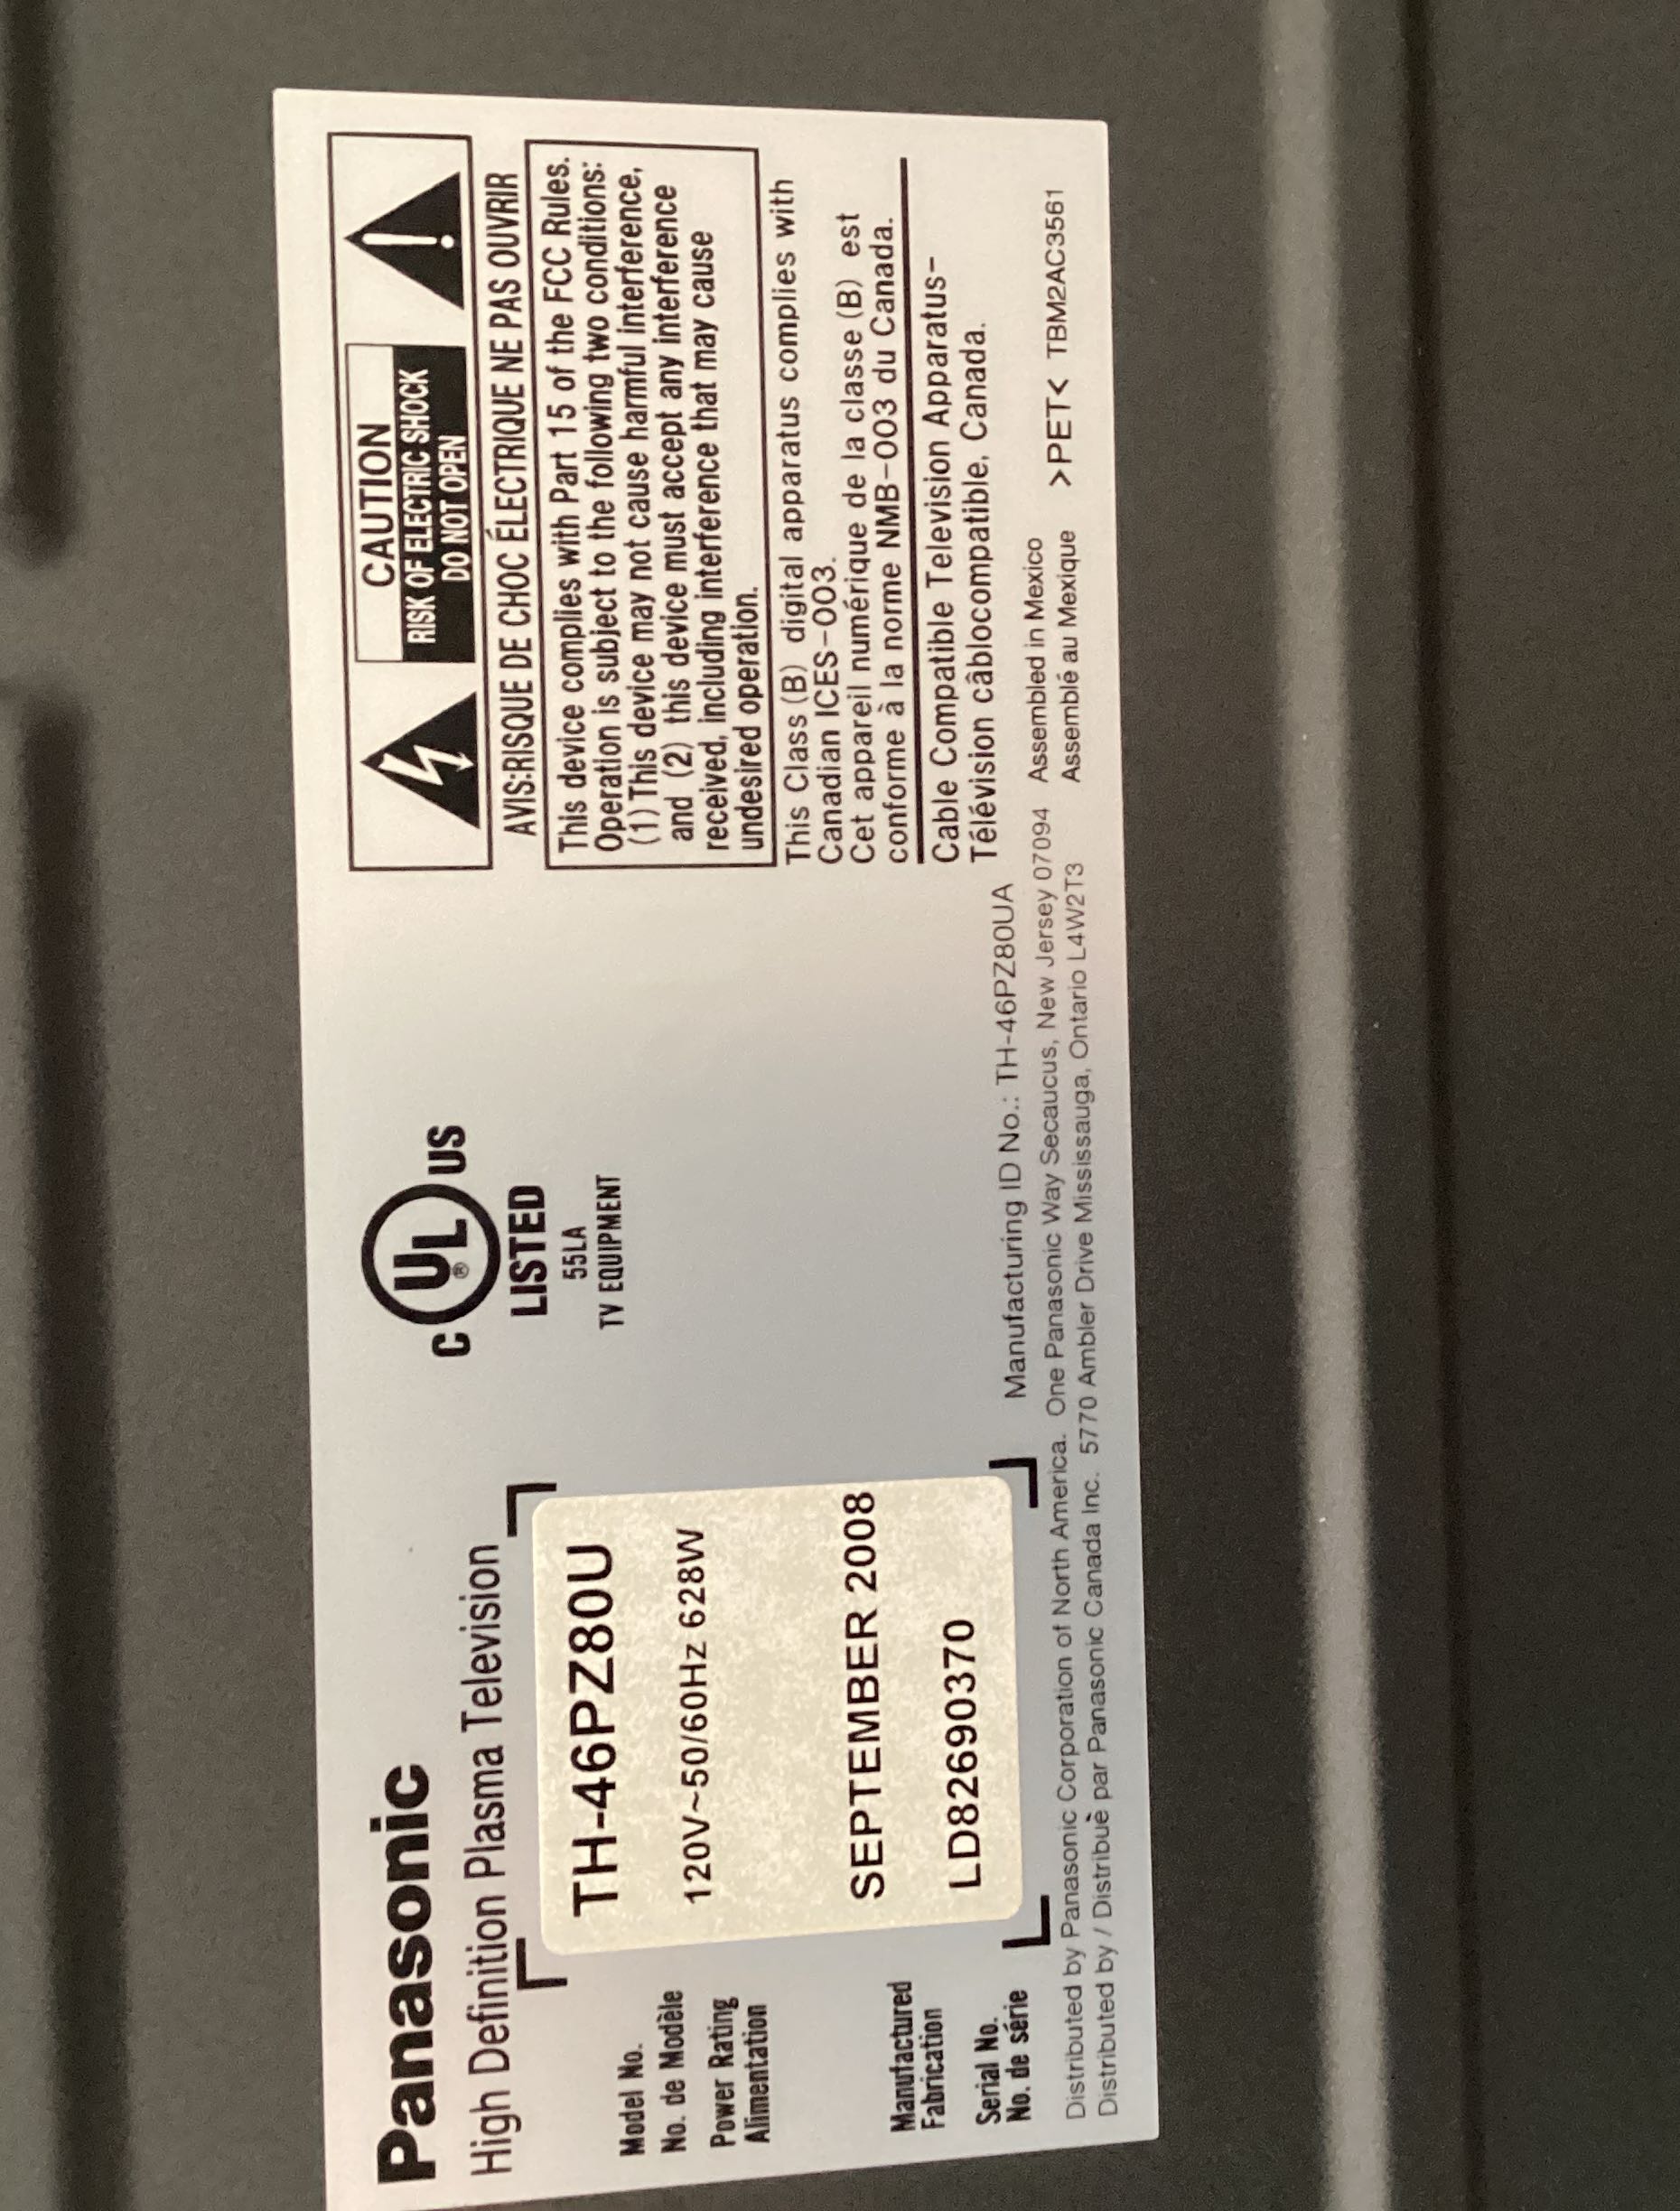 Panasonic
High Definition Plasma Television
Model No.
No. de Modèle
TH-46PZ80U
Power Rating
Alimentation
120V~50/60Hz 628W
Manufactured
Fabrication
SEPTEMBER 2008
Serial No.
No. de série
LD82690370
C UL® US
LISTED
55LA
TV EQUIPMENT
CAUTION
RISK OF ELECTRIC SHOCK
DO NOT OPEN
AVIS:RISQUE DE CHOC ÉLECTRIQUE NE PAS OUVRIR
This device complies with Part 15 of the FCC Rules.
Operation is subject to the following two conditions:
(1) This device may not cause harmful interference,
and (2) this device must accept any interference
received, including interference that may cause
undesired operation.
This Class (B) digital apparatus complies with
Canadian ICES-003.
Cet appareil numérique de la classe (B) est
conforme à la norme NMB-003 du Canada.
Cable Compatible Television Apparatus-
Télévision câblocompatible, Canada.
Manufacturing ID No.: TH-46PZ80UA
Distributed by Panasonic Corporation of North America. One Panasonic Way Secaucus, New Jersey 07094
Distributed by / Distribuè par Panasonic Canada Inc. 5770 Ambler Drive Mississauga, Ontario L4W2T3
Assembled in Mexico
Assemblé au Mexique
>PET< TBM2AC3561